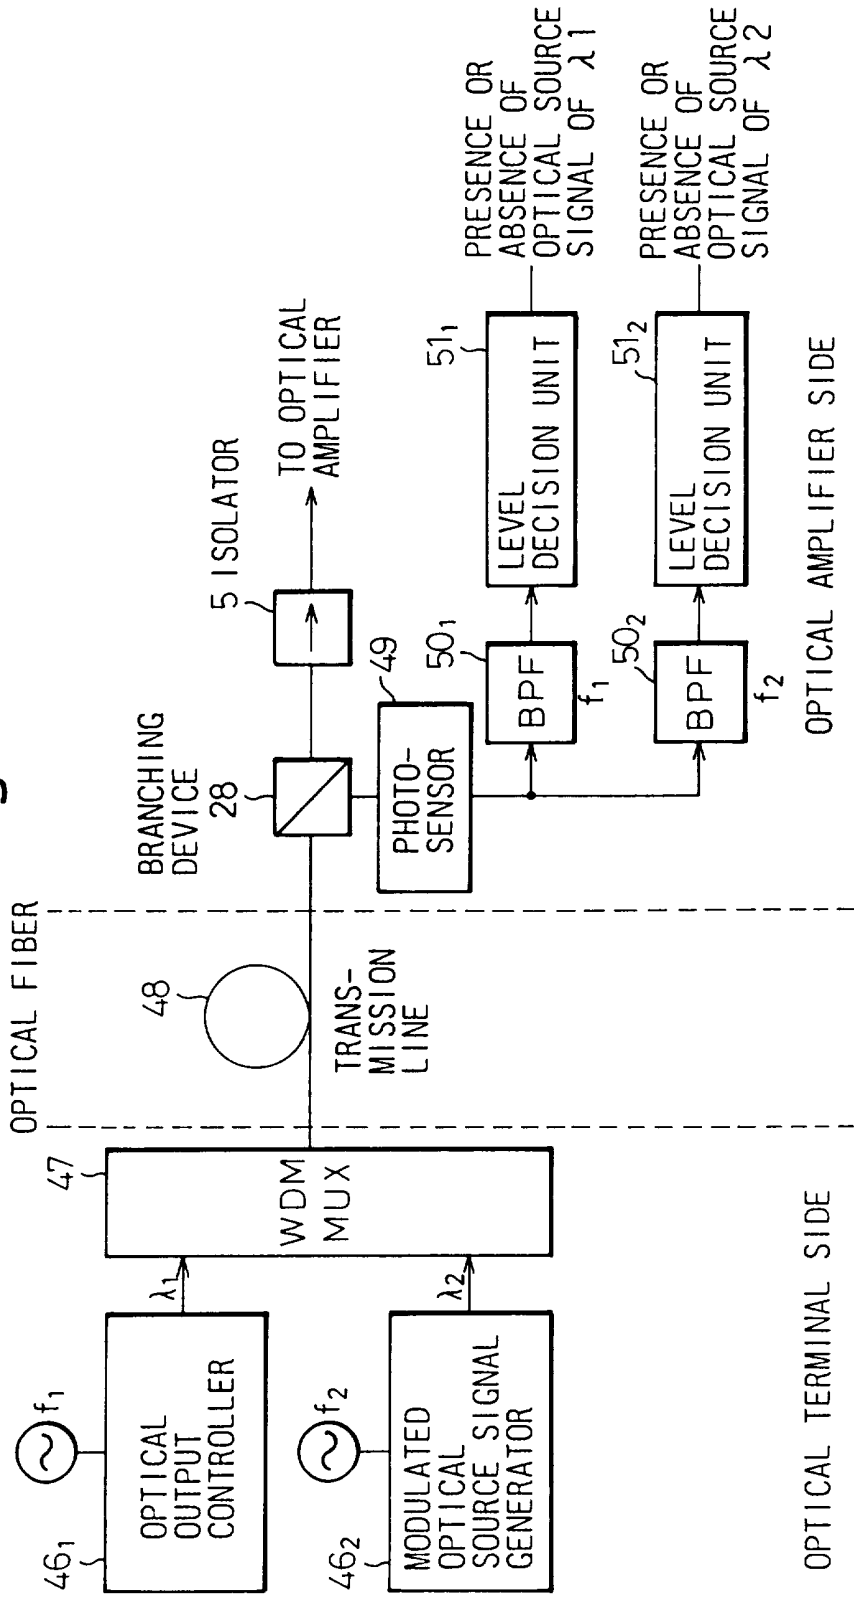 OPTICAL FIBER
46₁
f₁
OPTICAL
OUTPUT
CONTROLLER
λ₁
46₂
f₂
MODULATED
OPTICAL
SOURCE SIGNAL
GENERATOR
λ₂
47
WDM
MUX
48
TRANS-
MISSION
LINE
BRANCHING
DEVICE
28
5 ISOLATOR
TO OPTICAL
AMPLIFIER
49
PHOTO-
SENSOR
50₁
BPF
f₁
51₁
LEVEL
DECISION UNIT
PRESENCE OR
ABSENCE OF
OPTICAL SOURCE
SIGNAL OF λ1
50₂
BPF
f₂
51₂
LEVEL
DECISION UNIT
PRESENCE OR
ABSENCE OF
OPTICAL SOURCE
SIGNAL OF λ2
OPTICAL TERMINAL SIDE
OPTICAL AMPLIFIER SIDE